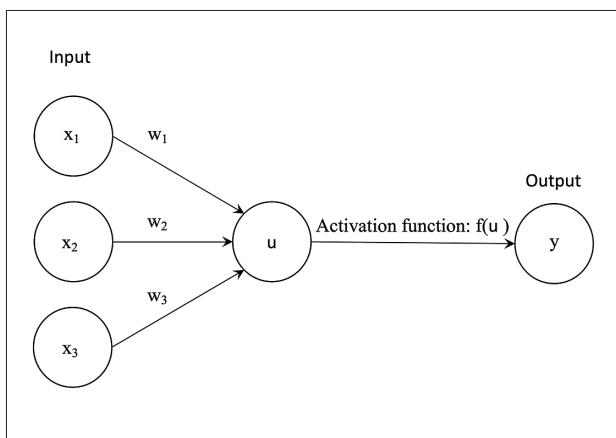 Input
x₁
w₁
Output
x₂
w₂
u
Activation function: f(u )
y
w₃
x₃